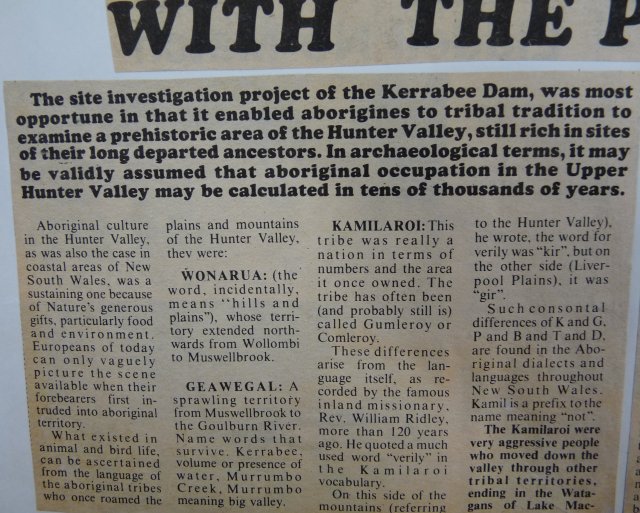 WITH THE P
The site investigation project of the Kerrabee Dam, was most
opportune in that it enabled aborigines to tribal tradition to
examine a prehistoric area of the Hunter Valley, still rich in sites
of their long departed ancestors. In archaeological terms, it may
be validly assumed that aboriginal occupation in the Upper
Hunter Valley may be calculated in tens of thousands of years.
Aboriginal culture
in the Hunter Valley,
as was also the case in
coastal areas of New
South Wales, was a
sustaining one because
of Nature's generous
gifts, particularly food
and environment.
Europeans of today
can only vaguely
picture the scene
available when their
forebearers first in-
truded into aboriginal
territory.
What existed in
animal and bird life,
can be ascertained
from the language of
the aboriginal tribes
who once roamed the
plains and mountains
of the Hunter Valley,
they were:
WONARUA: (the
word, incidentally,
means "hills and
plains"), whose terri-
tory extended north-
wards from Wollombi
to Muswellbrook.
GEAWEGAL: A
sprawling territory
from Muswellbrook to
the Goulburn River.
Name words that
survive. Kerrabee,
volume or presence of
water, Murrumbo
Creek, Murrumbo
meaning big valley.
KAMILAROI: This
tribe was really a
nation in terms of
numbers and the area
it once owned. The
tribe has often been
(and probably still is)
called Gumleroy or
Comleroy.
These differences
arise from the lan-
guage itself, as re-
corded by the famous
inland missionary,
Rev. William Ridley,
more than 120 years
ago. He quoted a much
used word "verily" in
the Kamilaroi
vocabulary.
On this side of the
mountains (referring
to the Hunter Valley),
he wrote, the word for
verily was "kir", but on
the other side (Liver-
pool Plains), it was
"gir".
Such consontal
differences of K and G,
P and B and T and D,
are found in the Abo-
riginal dialects and
languages throughout
New South Wales.
Kamil is a prefix to the
name meaning "not".
The Kamilaroi were
very aggressive people
who moved down the
valley through other
tribal territories,
ending in the Wata-
gans of Lake Mac-